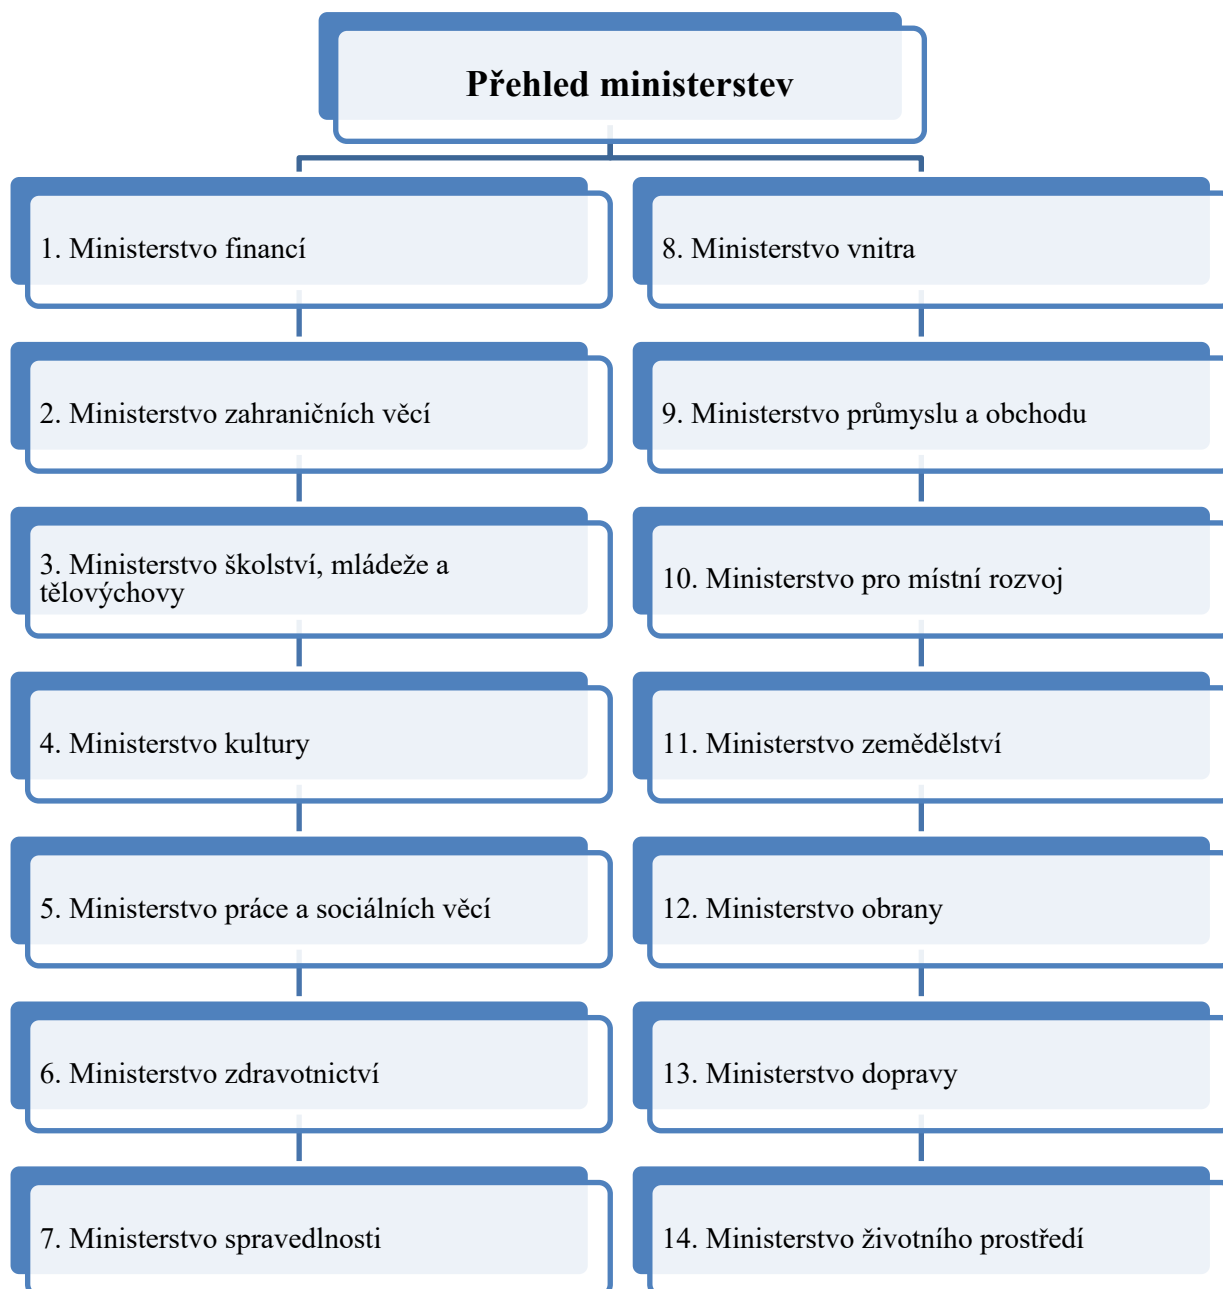 Přehled ministerstev
1. Ministerstvo financí
2. Ministerstvo zahraničních věcí
3. Ministerstvo školství, mládeže a
tělovýchovy
4. Ministerstvo kultury
5. Ministerstvo práce a sociálních věcí
6. Ministerstvo zdravotnictví
7. Ministerstvo spravedlnosti
8. Ministerstvo vnitra
9. Ministerstvo průmyslu a obchodu
10. Ministerstvo pro místní rozvoj
11. Ministerstvo zemědělství
12. Ministerstvo obrany
13. Ministerstvo dopravy
14. Ministerstvo životního prostředí